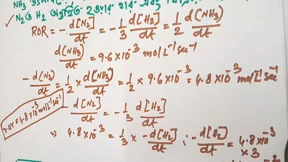 NH₃
N₂ & H₂
ROR = -d[N₂]/dt = -1/3 d[H₂]/dt = 1/2 d(NH₃)/dt
d(NH₃)/dt = 9.6×10⁻³ mol L⁻¹ sec⁻¹
-d[N₂]/dt = 1/2 × d(NH₃)/dt = 1/2 × 9.6×10⁻³ = 4.8×10⁻³ mol L⁻¹ sec⁻¹
-d[N₂]/dt = -1/3 d[H₂]/dt
4.8×10⁻³ = 1/3 × -d[H₂]/dt ∴ -d[H₂]/dt = 4.8×10⁻³ × 3